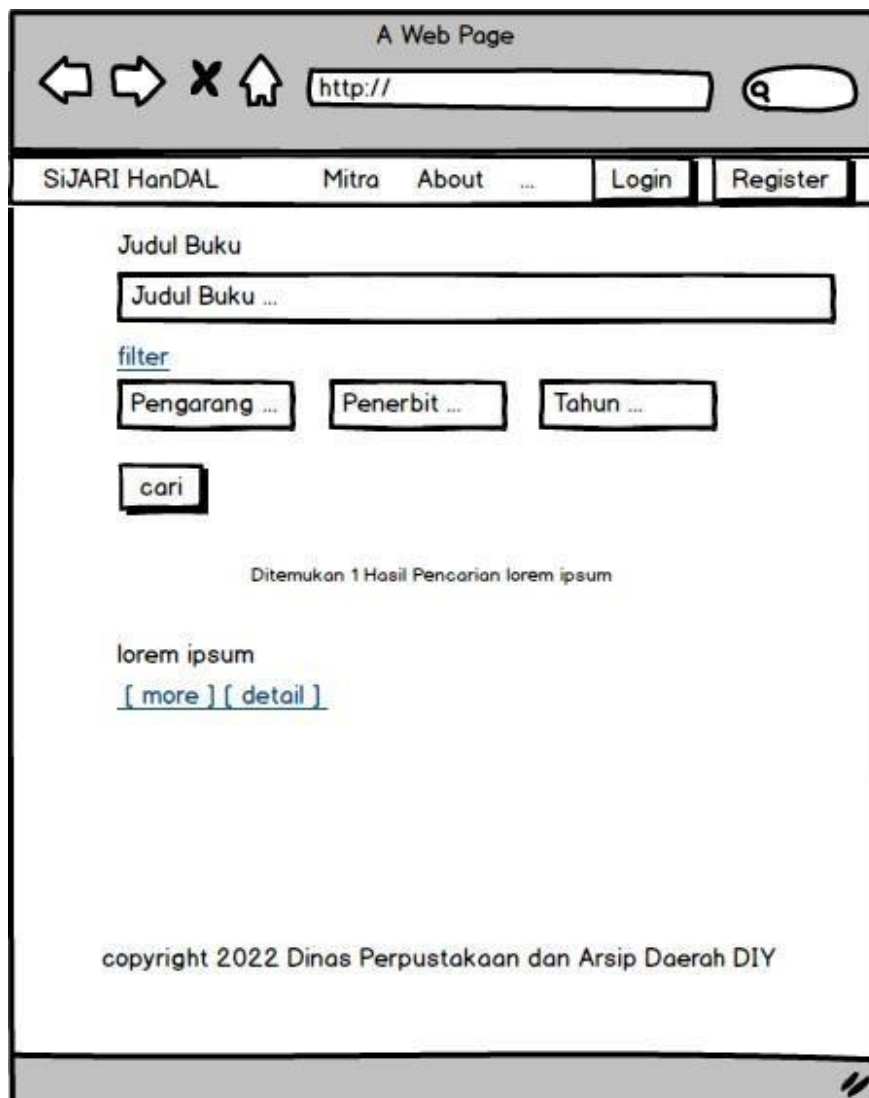 A Web Page
http://
SiJARI HanDAL Mitra About ... Login Register
Judul Buku
Judul Buku ...
filter
Pengarang ... Penerbit ... Tahun ...
cari
Ditemukan 1 Hasil Pencarian lorem ipsum
lorem ipsum
[ more ] [ detail ]
copyright 2022 Dinas Perpustakaan dan Arsip Daerah DIY